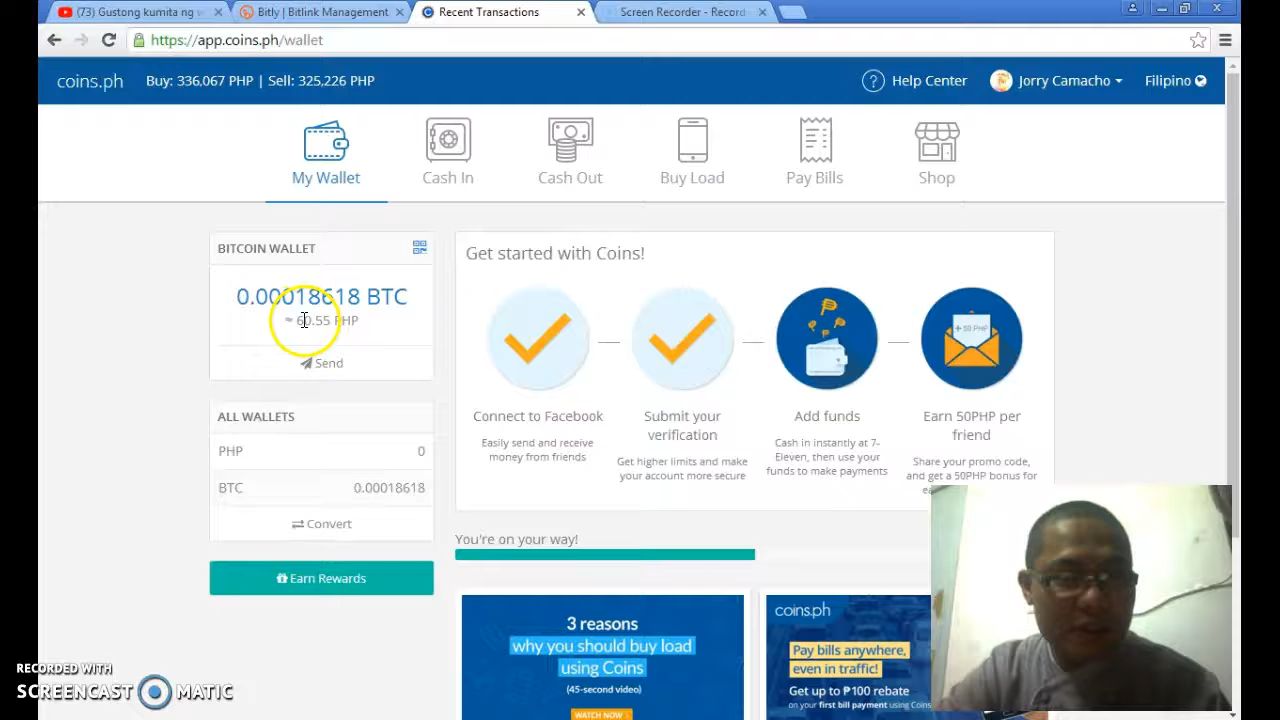 (73) Gustong kumita ng w
Bitly | Bitlink Management
Recent Transactions
Screen Recorder - Record
https://app.coins.ph/wallet
coins.ph
Buy: 336,067 PHP | Sell: 325,226 PHP
? Help Center
Jorry Camacho
Filipino
My Wallet
Cash In
Cash Out
Buy Load
Pay Bills
Shop
BITCOIN WALLET
0.00018618 BTC
≈ 60.55 PHP
Send
ALL WALLETS
PHP 0
BTC 0.00018618
Convert
Earn Rewards
Get started with Coins!
+ 50 PHP
Connect to Facebook
Easily send and receive
money from friends
Submit your
verification
Get higher limits and make
your account more secure
Add funds
Cash in instantly at 7-
Eleven, then use your
funds to make payments
Earn 50PHP per
friend
Share your promo code,
and get a 50PHP bonus for
You're on your way!
3 reasons
why you should buy load
using Coins
(45-second video)
WATCH NOW
coins.ph
Pay bills anywhere,
even in traffic!
Get up to ₱100 rebate
on your first bill payment using Coins
RECORDED WITH
SCREENCAST MATIC